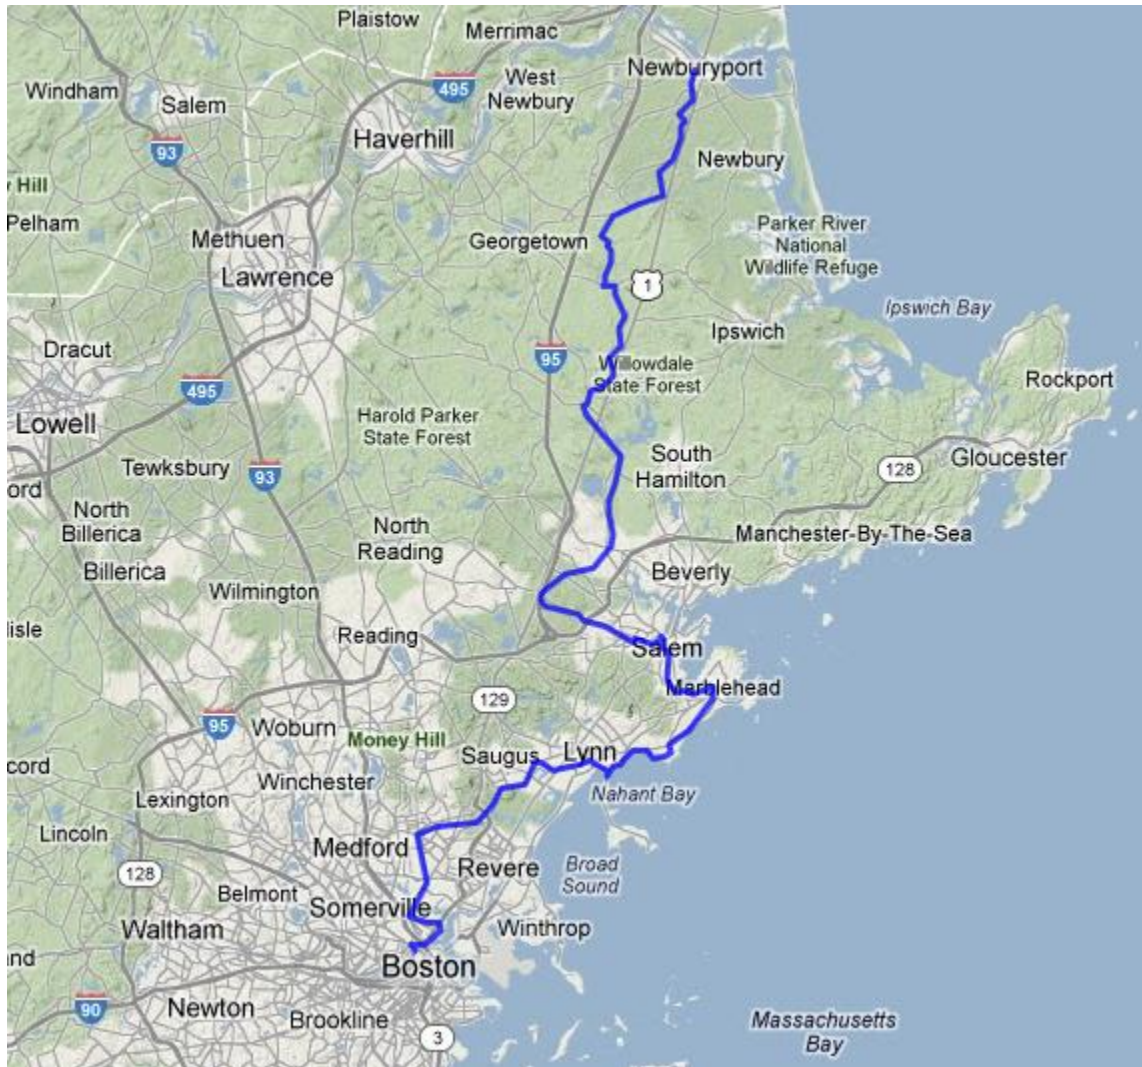 Plaistow
Merrimac
Windham
Salem
495
West
Newbury
Newburyport
Haverhill
93
Newbury
y Hill
Pelham
Methuen
Georgetown
Parker River
National
Wildlife Refuge
Lawrence
1
Ipswich Bay
Ipswich
Dracut
95
495
Willowdale
State Forest
Rockport
Lowell
Harold Parker
State Forest
Tewksbury
93
South
Hamilton
128
Gloucester
ord
North
Billerica
North
Reading
Manchester-By-The-Sea
Billerica
Wilmington
Beverly
lisle
Reading
Salem
Marblehead
129
95
Woburn
Money Hill
Saugus
Lynn
cord
Winchester
Nahant Bay
Lexington
Lincoln
Medford
Revere
Broad
Sound
128
Belmont
Somerville
Waltham
Winthrop
and
Boston
90
Newton
Brookline
3
Massachusetts
Bay